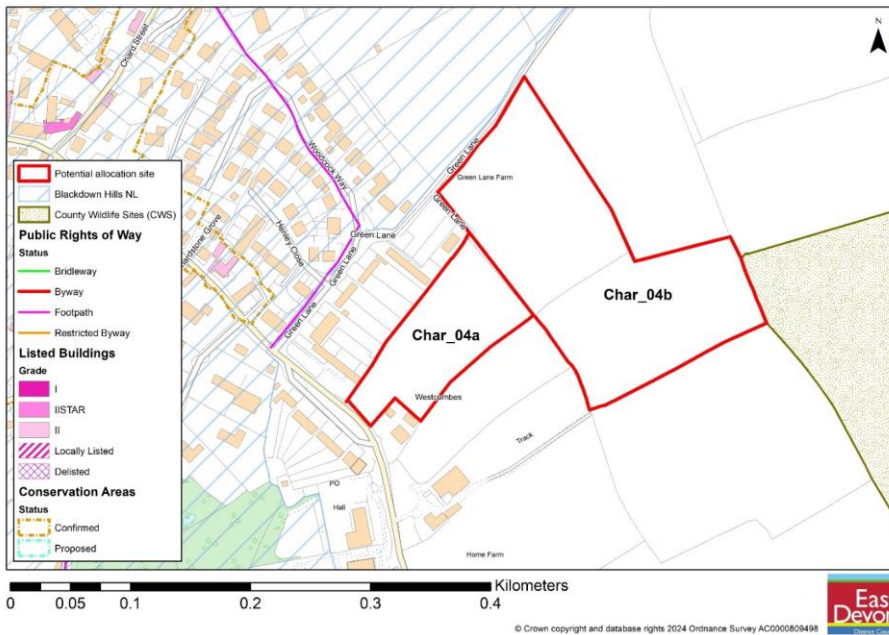 N
Chard Street
Woodcock Way
Green Lane
Green Lane Farm
Green Lane
Green Lane
Green Lane
Green Lane
Henley Close
Char_04a
Char_04b
Westcombes
Track
PO
Hall
Home Farm
Potential allocation site
Blackdown Hills NL
County Wildlife Sites (CWS)
Public Rights of Way
Status
Bridleway
Byway
Footpath
Restricted Byway
Listed Buildings
Grade
I
IISTAR
II
Locally Listed
Delisted
Conservation Areas
Status
Confirmed
Proposed
Kilometers
0 0.05 0.1 0.2 0.3 0.4
© Crown copyright and database rights 2024 Ordnance Survey AC0000809498
East
Devon
District Council